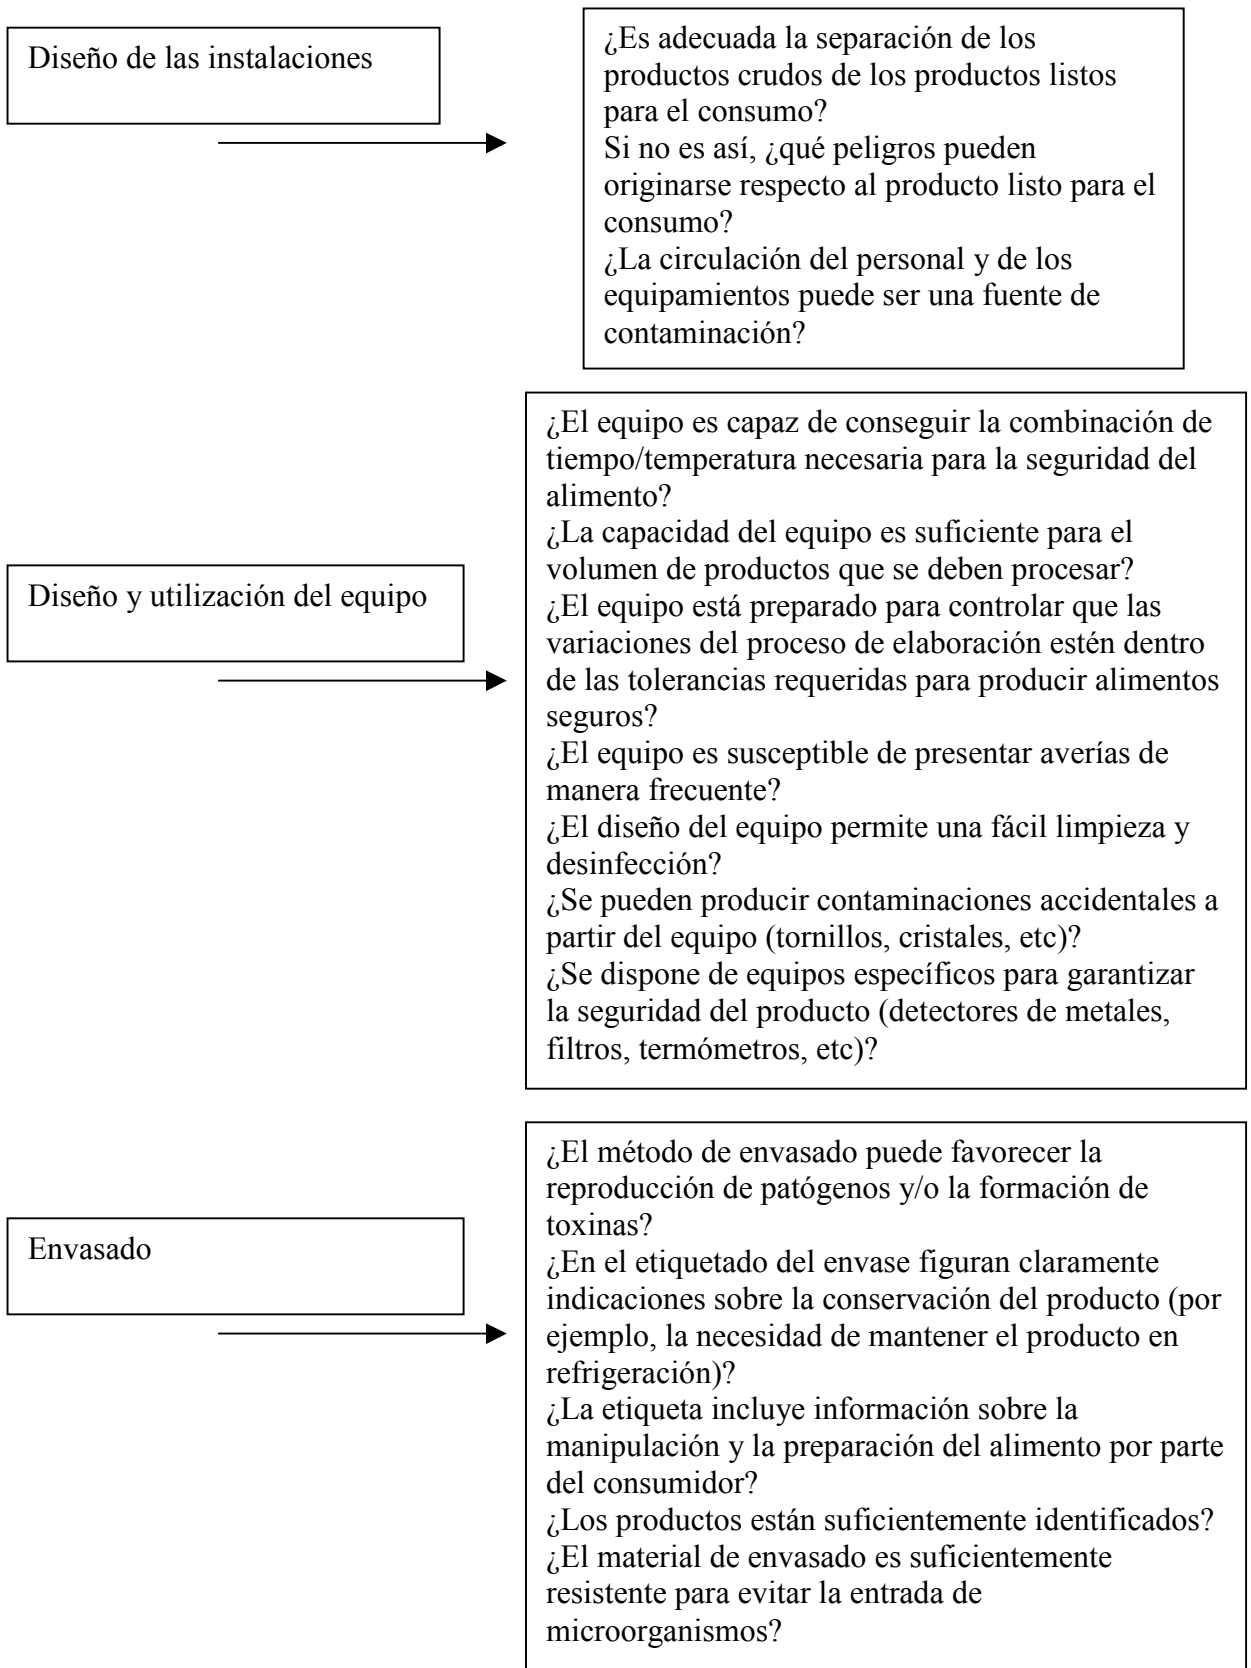 Diseño de las instalaciones
¿Es adecuada la separación de los
productos crudos de los productos listos
para el consumo?
Si no es así, ¿qué peligros pueden
originarse respecto al producto listo para el
consumo?
¿La circulación del personal y de los
equipamientos puede ser una fuente de
contaminación?
Diseño y utilización del equipo
¿El equipo es capaz de conseguir la combinación de
tiempo/temperatura necesaria para la seguridad del
alimento?
¿La capacidad del equipo es suficiente para el
volumen de productos que se deben procesar?
¿El equipo está preparado para controlar que las
variaciones del proceso de elaboración estén dentro
de las tolerancias requeridas para producir alimentos
seguros?
¿El equipo es susceptible de presentar averías de
manera frecuente?
¿El diseño del equipo permite una fácil limpieza y
desinfección?
¿Se pueden producir contaminaciones accidentales a
partir del equipo (tornillos, cristales, etc)?
¿Se dispone de equipos específicos para garantizar
la seguridad del producto (detectores de metales,
filtros, termómetros, etc)?
Envasado
¿El método de envasado puede favorecer la
reproducción de patógenos y/o la formación de
toxinas?
¿En el etiquetado del envase figuran claramente
indicaciones sobre la conservación del producto (por
ejemplo, la necesidad de mantener el producto en
refrigeración)?
¿La etiqueta incluye información sobre la
manipulación y la preparación del alimento por parte
del consumidor?
¿Los productos están suficientemente identificados?
¿El material de envasado es suficientemente
resistente para evitar la entrada de
microorganismos?